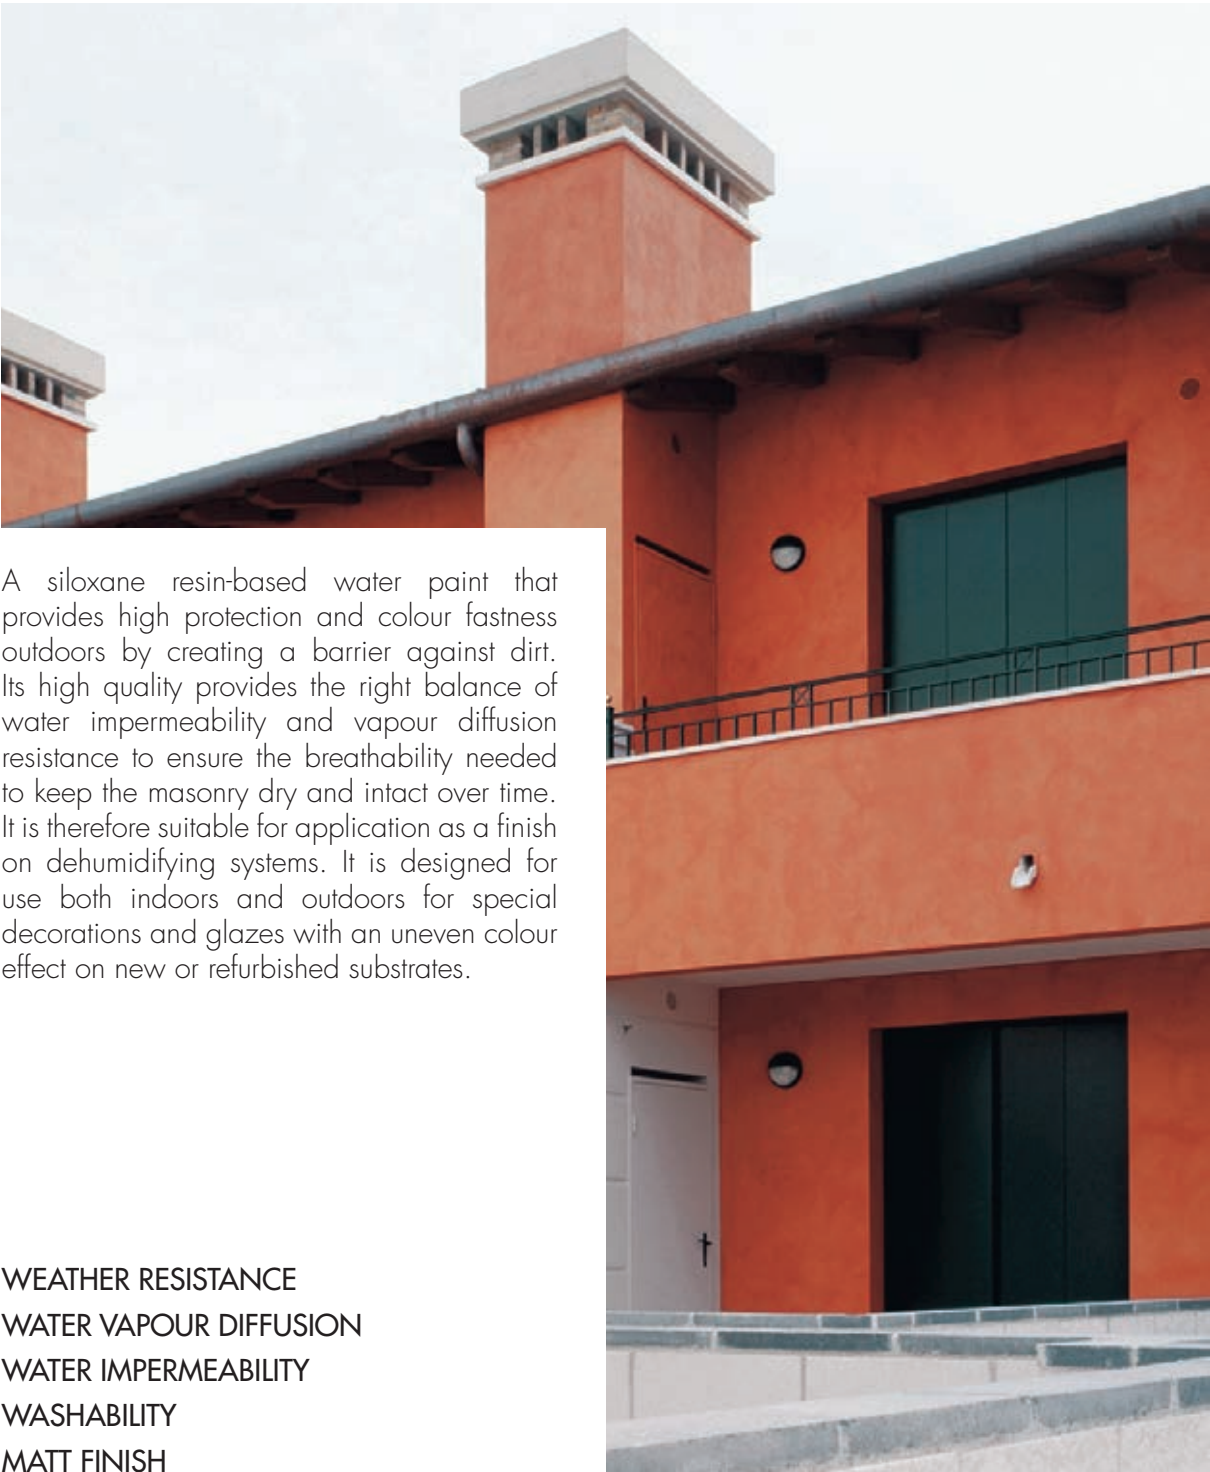 A siloxane resin-based water paint that
provides high protection and colour fastness
outdoors by creating a barrier against dirt.
Its high quality provides the right balance of
water impermeability and vapour diffusion
resistance to ensure the breathability needed
to keep the masonry dry and intact over time.
It is therefore suitable for application as a finish
on dehumidifying systems. It is designed for
use both indoors and outdoors for special
decorations and glazes with an uneven colour
effect on new or refurbished substrates.
WEATHER RESISTANCE
WATER VAPOUR DIFFUSION
WATER IMPERMEABILITY
WASHABILITY
MATT FINISH